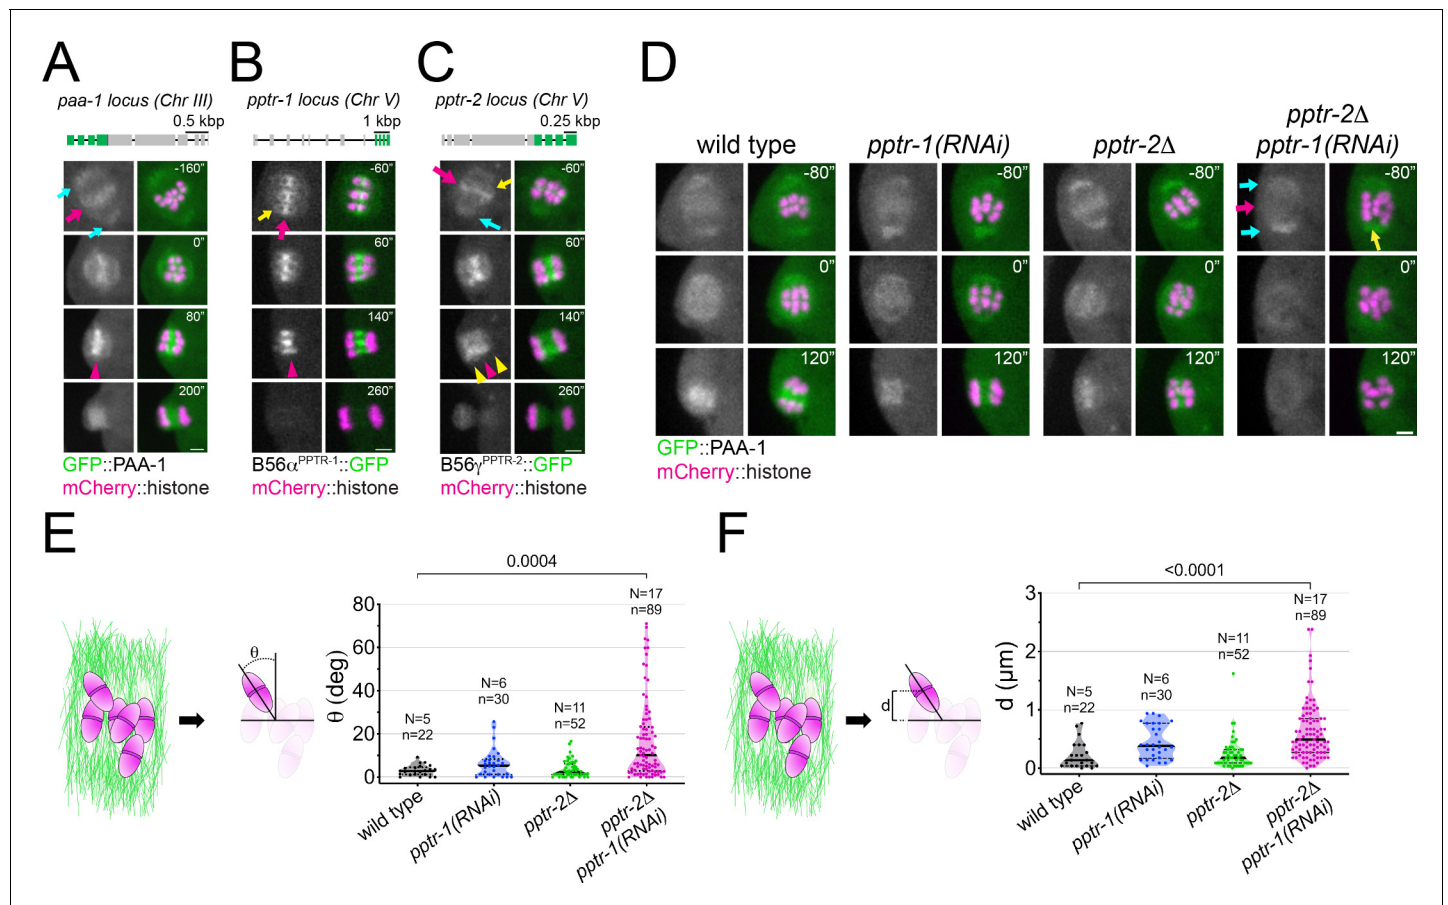 A
paa-1 locus (Chr III)
0.5 kbp
-160”
0”
80”
200”
GFP::PAA-1
mCherry::histone
B
pptr-1 locus (Chr V)
1 kbp
-60”
60”
140”
260”
B56αPPTR-1::GFP
mCherry::histone
C
pptr-2 locus (Chr V)
0.25 kbp
-60”
60”
140”
260”
B56γPPTR-2::GFP
mCherry::histone
D
wild type
pptr-1(RNAi)
pptr-2Δ
pptr-2Δ
pptr-1(RNAi)
-80”
-80”
-80”
-80”
0”
0”
0”
0”
120”
120”
120”
120”
GFP::PAA-1
mCherry::histone
E
θ
θ (deg)
80
60
40
20
0
0.0004
N=5
n=22
N=6
n=30
N=11
n=52
N=17
n=89
wild type
pptr-1(RNAi)
pptr-2Δ
pptr-2Δ
pptr-1(RNAi)
F
d
d (μm)
3
2
1
0
<0.0001
N=5
n=22
N=6
n=30
N=11
n=52
N=17
n=89
wild type
pptr-1(RNAi)
pptr-2Δ
pptr-2Δ
pptr-1(RNAi)